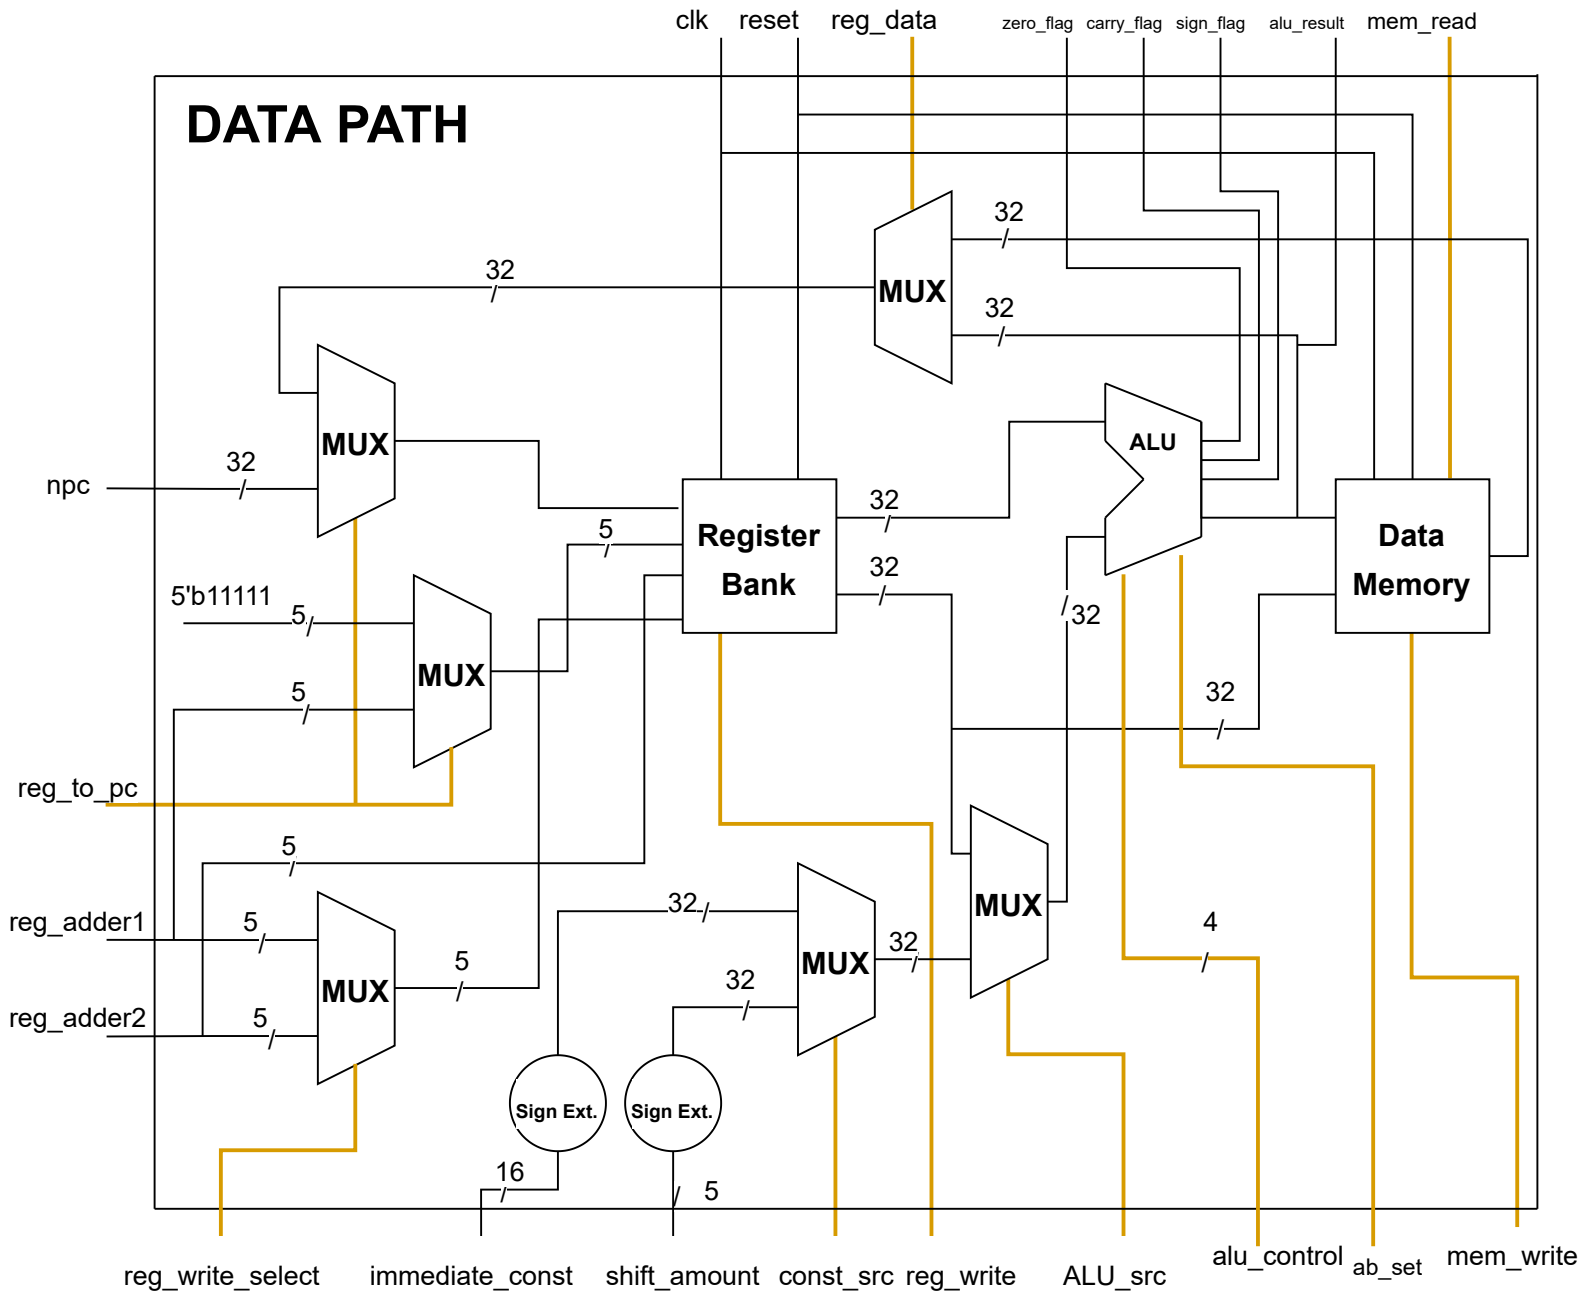 clk
reset
reg_data
zero_flag
carry_flag
sign_flag
alu_result
mem_read
DATA PATH
32
32
32
MUX
MUX
ALU
MUX
npc
32
Register
Bank
32
32
Data
Memory
5
5'b11111
5
32
MUX
5
32
reg_to_pc
5
reg_adder1
5
32
MUX
4
5
MUX
32
MUX
reg_adder2
5
32
Sign Ext.
Sign Ext.
16
5
reg_write_select
immediate_const
shift_amount
const_src
reg_write
ALU_src
alu_control
ab_set
mem_write